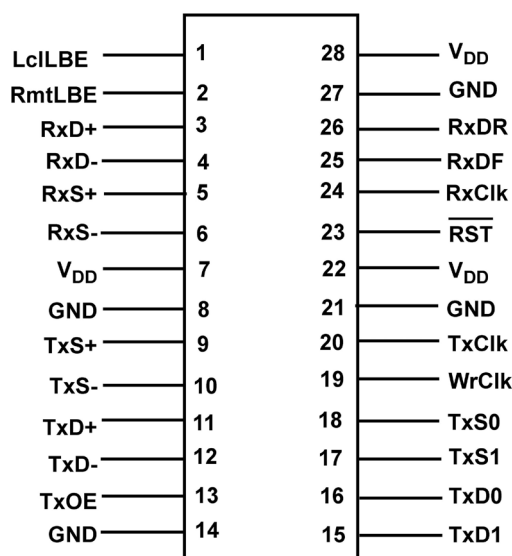 LclLBE 1 28 VDD
RmtLBE 2 27 GND
RxD+ 3 26 RxDR
RxD- 4 25 RxDF
RxS+ 5 24 RxClk
RxS- 6 23 RST
VDD 7 22 VDD
GND 8 21 GND
TxS+ 9 20 TxClk
TxS- 10 19 WrClk
TxD+ 11 18 TxS0
TxD- 12 17 TxS1
TxOE 13 16 TxD0
GND 14 15 TxD1